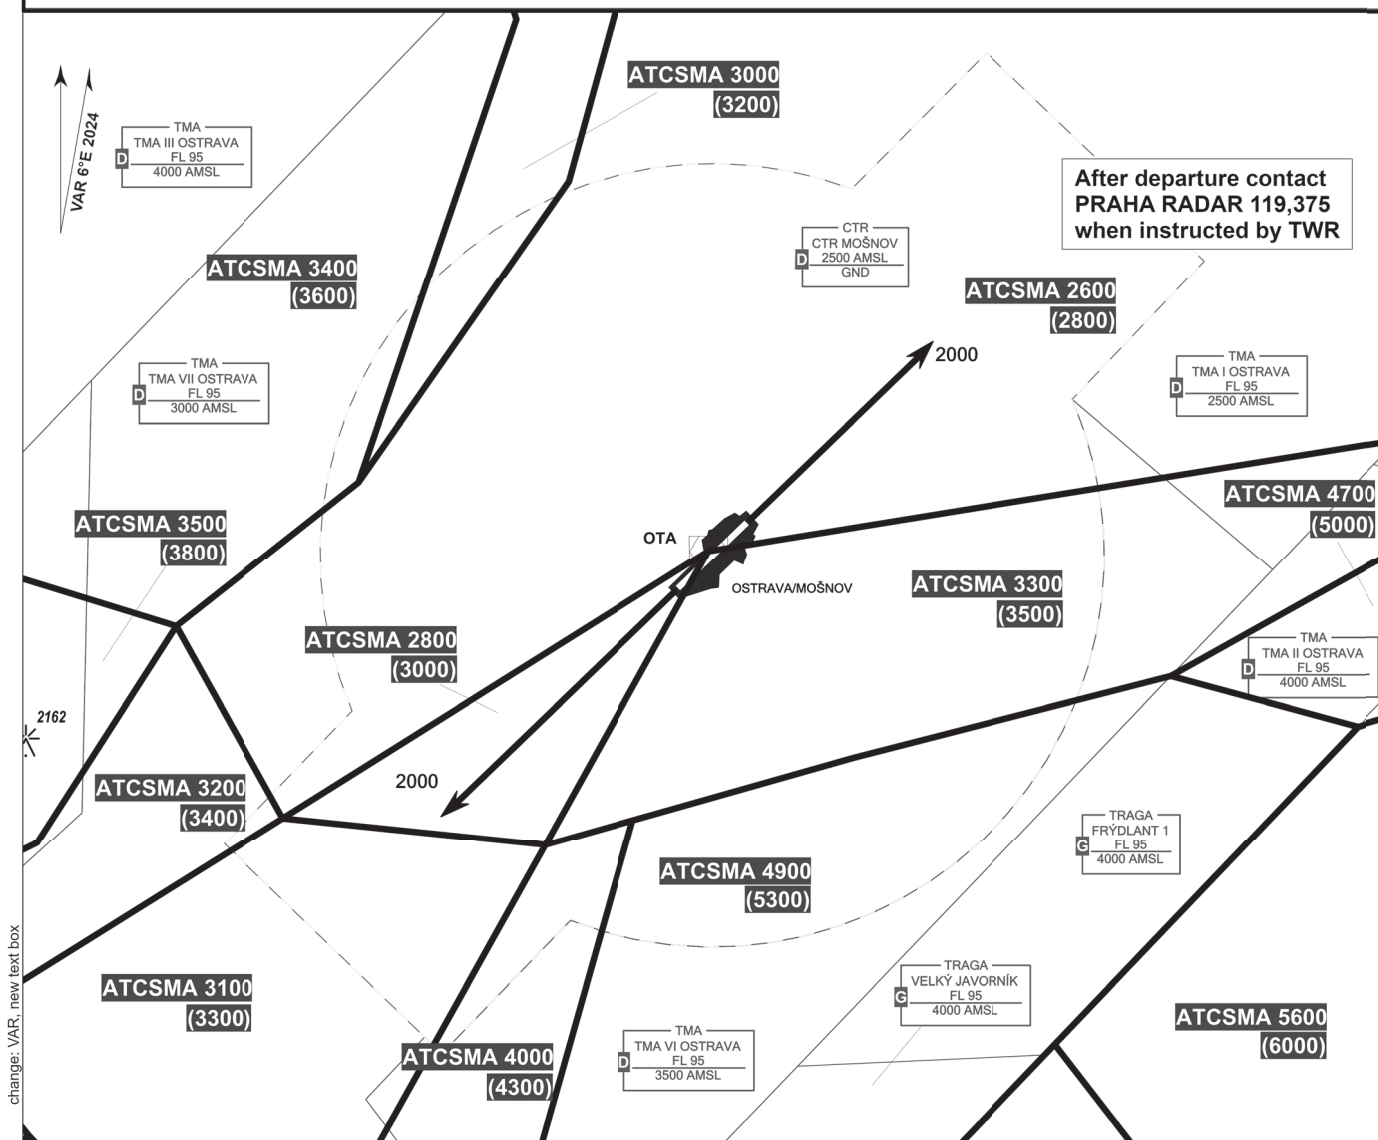 ATCSMA 3000
(3200)
VAR 6°E 2024
TMA
TMA III OSTRAVA
FL 95
4000 AMSL
D
After departure contact
PRAHA RADAR 119,375
when instructed by TWR
CTR
CTR MOŠNOV
2500 AMSL
GND
D
ATCSMA 3400
(3600)
ATCSMA 2600
(2800)
2000
TMA
TMA VII OSTRAVA
FL 95
3000 AMSL
D
TMA
TMA I OSTRAVA
FL 95
2500 AMSL
D
ATCSMA 3500
(3800)
ATCSMA 4700
(5000)
OTA
OSTRAVA/MOŠNOV
ATCSMA 3300
(3500)
ATCSMA 2800
(3000)
TMA
TMA II OSTRAVA
FL 95
4000 AMSL
D
2162
ATCSMA 3200
(3400)
2000
TRAGA
FRÝDLANT 1
FL 95
4000 AMSL
G
ATCSMA 4900
(5300)
ATCSMA 3100
(3300)
TRAGA
VELKÝ JAVORNÍK
FL 95
4000 AMSL
G
ATCSMA 5600
(6000)
ATCSMA 4000
(4300)
TMA
TMA VI OSTRAVA
FL 95
3500 AMSL
D
change: VAR, new text box